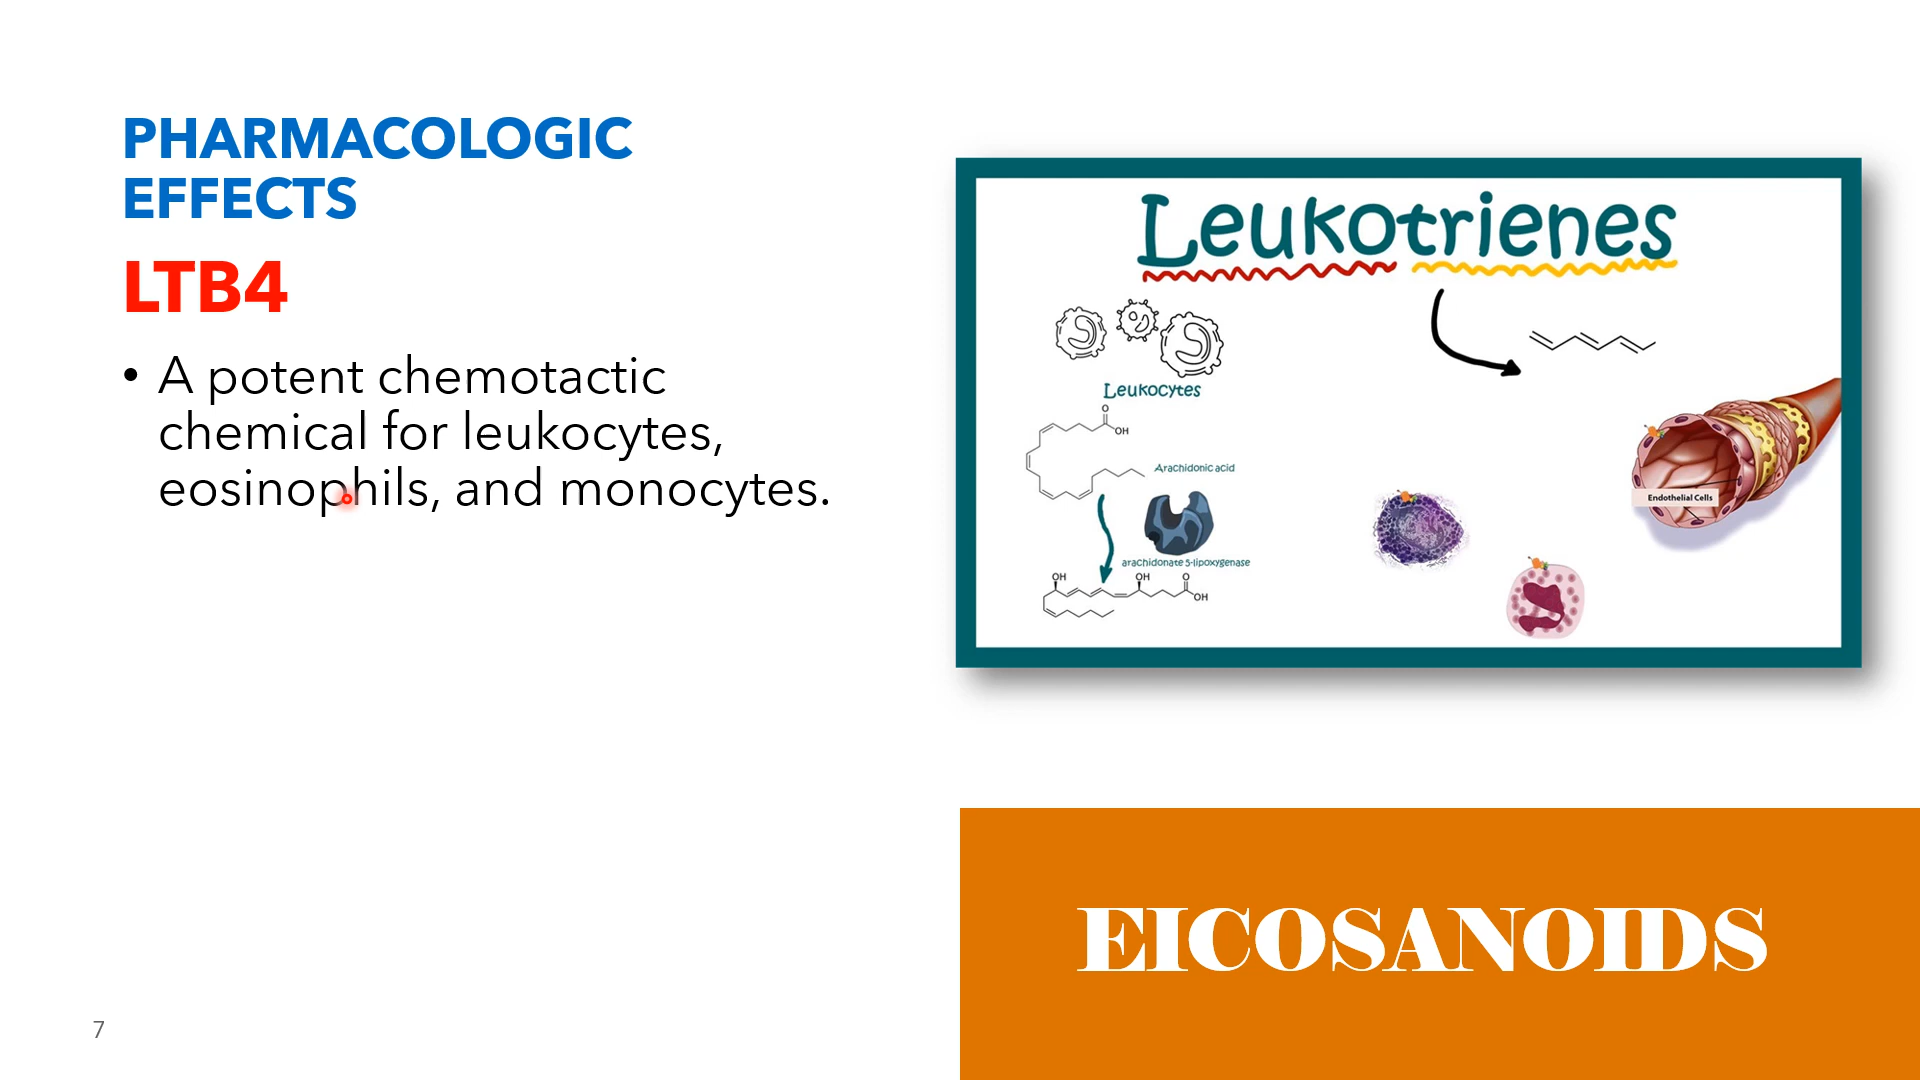 PHARMACOLOGIC
EFFECTS
LTB4
• A potent chemotactic
chemical for leukocytes,
eosinophils, and monocytes.
Leukotrienes
Leukocytes
O
OH
Arachidonic acid
arachidonate 5-lipoxygenase
OH
OH
O
OH
Endothelial Cells
EICOSANOIDS
7